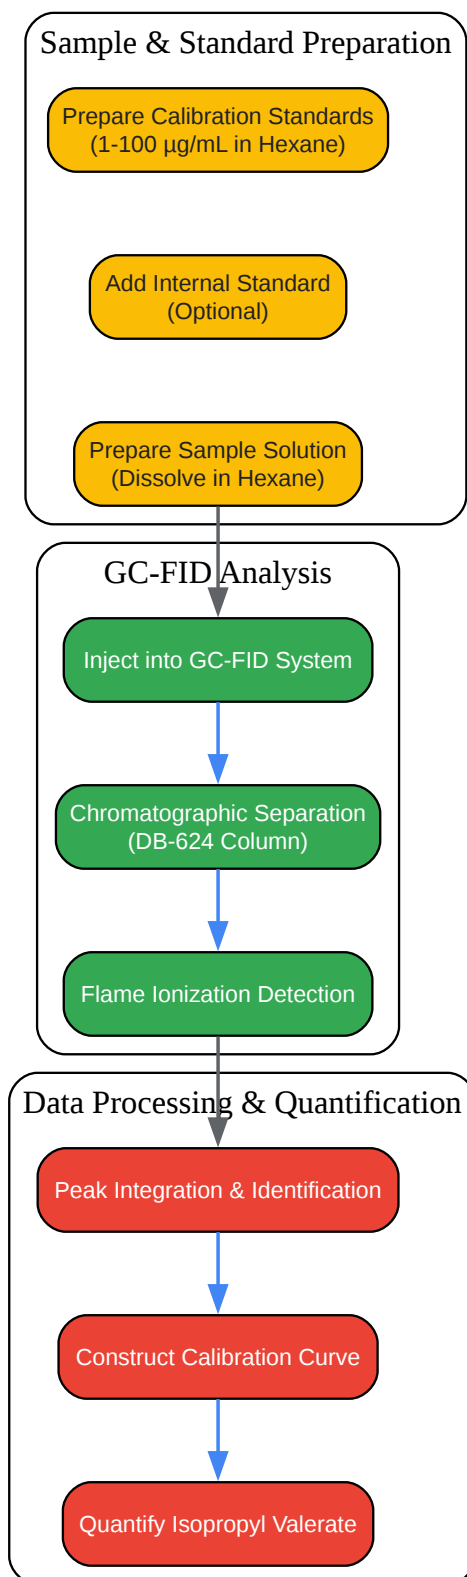 Sample & Standard Preparation
Prepare Calibration Standards
(1-100 µg/mL in Hexane)
Add Internal Standard
(Optional)
Prepare Sample Solution
(Dissolve in Hexane)
GC-FID Analysis
Inject into GC-FID System
Chromatographic Separation
(DB-624 Column)
Flame Ionization Detection
Data Processing & Quantification
Peak Integration & Identification
Construct Calibration Curve
Quantify Isopropyl Valerate